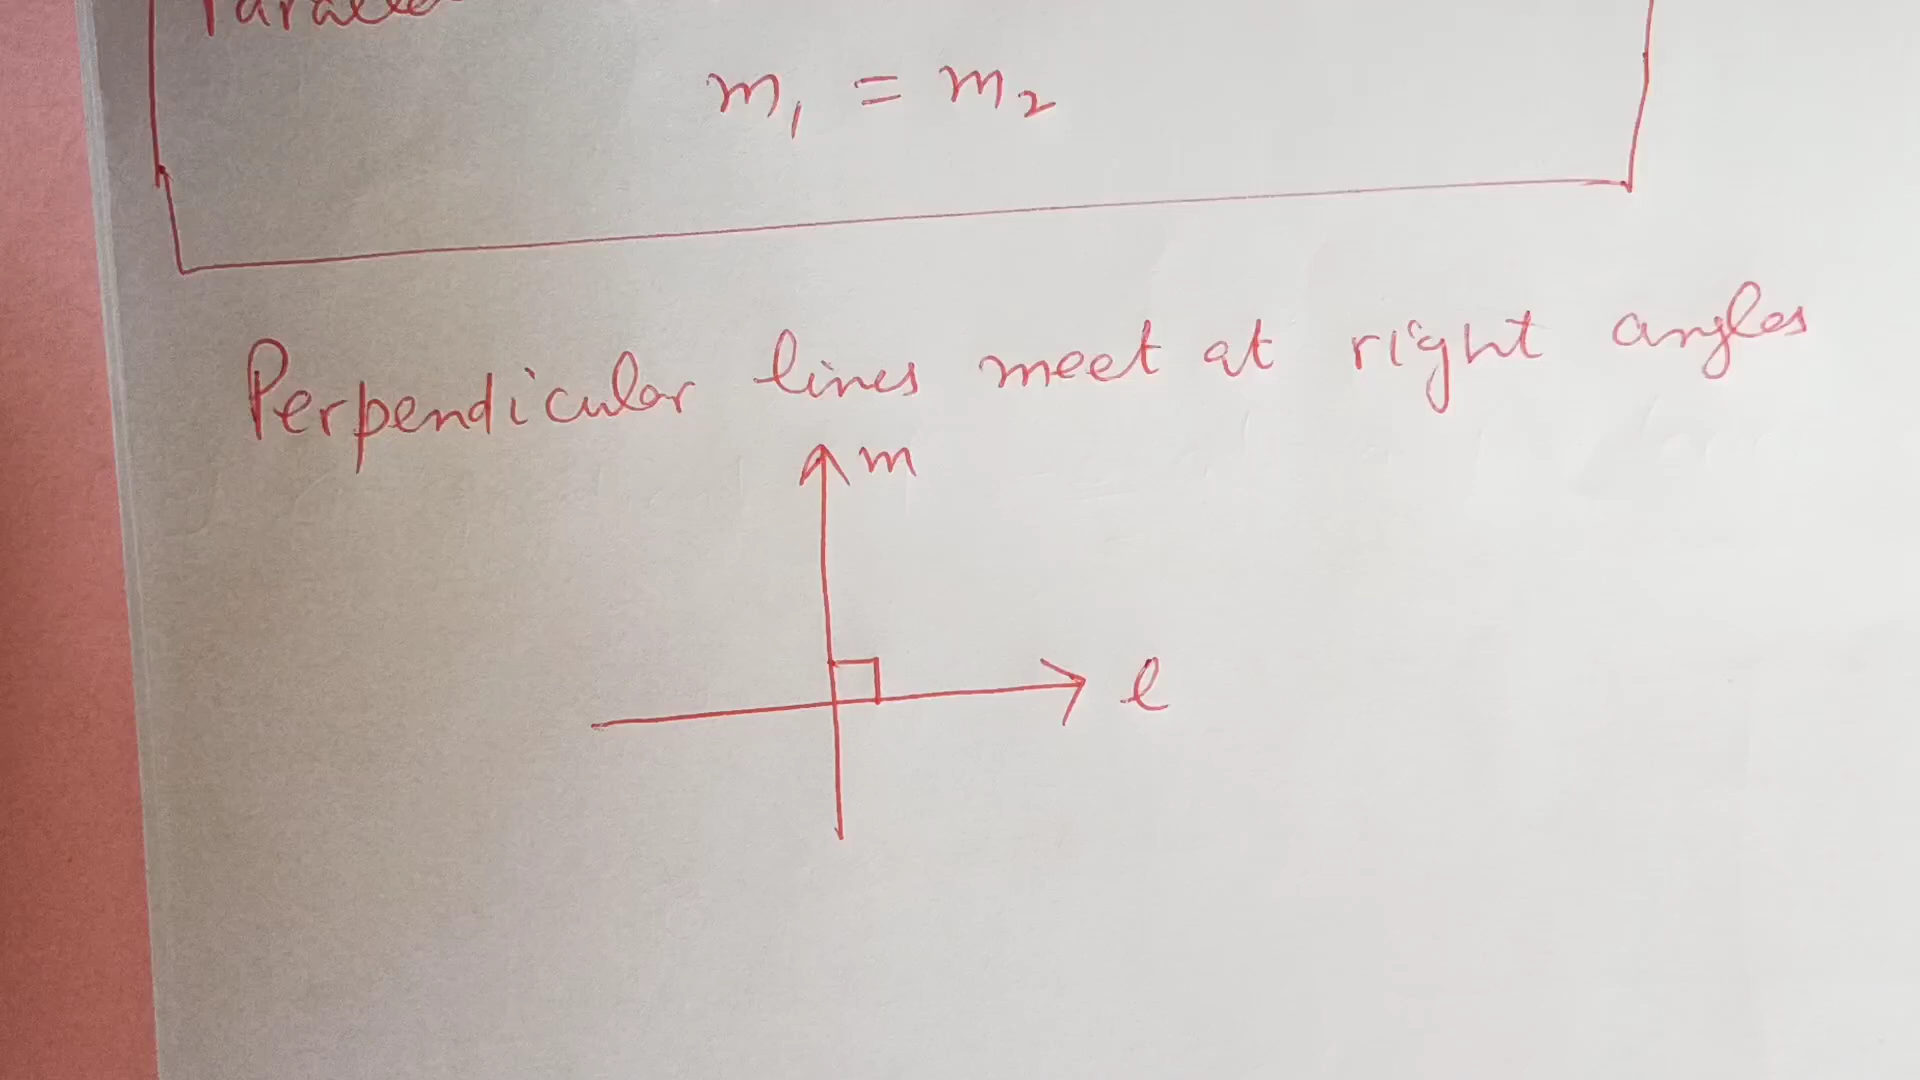 m₁ = m₂
Perpendicular lines meet at right angles
m
l